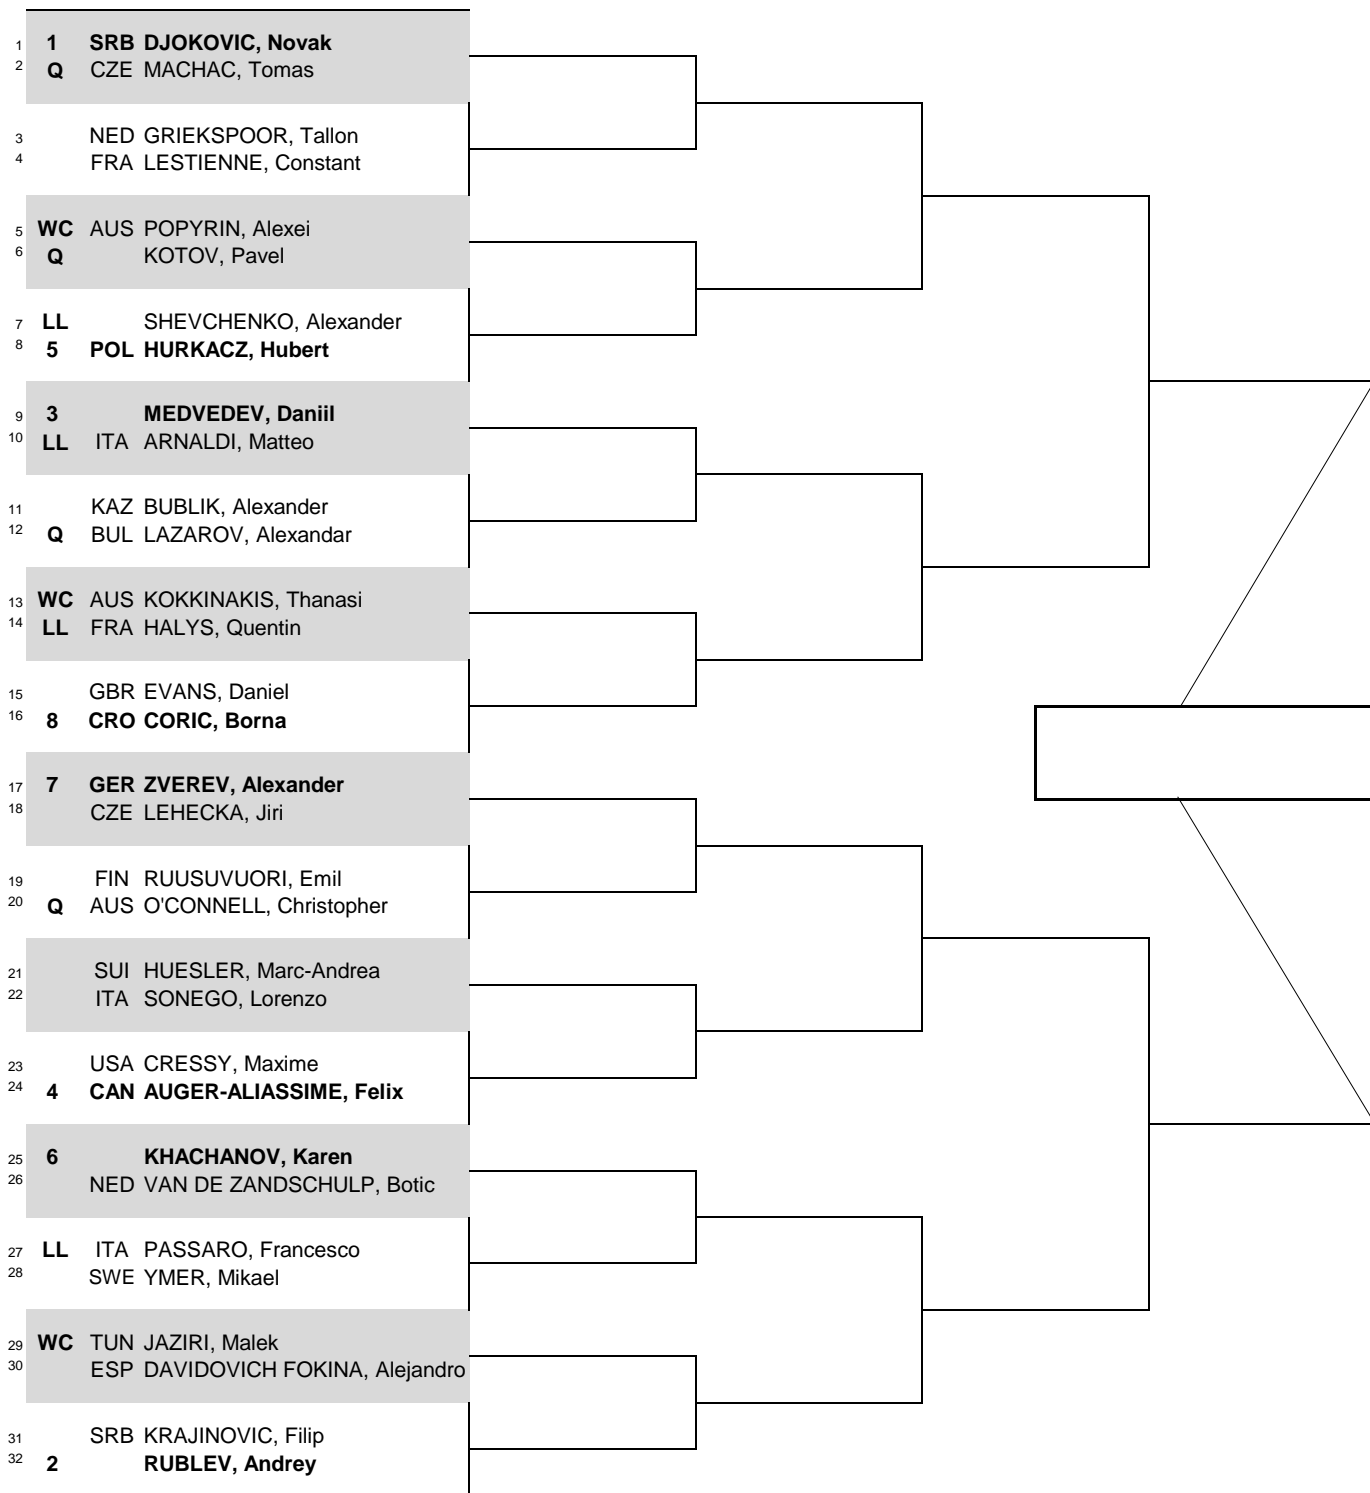 1 1 SRB DJOKOVIC, Novak
2 Q CZE MACHAC, Tomas
3 NED GRIEKSPOOR, Tallon
4 FRA LESTIENNE, Constant
5 WC AUS POPYRIN, Alexei
6 Q KOTOV, Pavel
7 LL SHEVCHENKO, Alexander
8 5 POL HURKACZ, Hubert
9 3 MEDVEDEV, Daniil
10 LL ITA ARNALDI, Matteo
11 KAZ BUBLIK, Alexander
12 Q BUL LAZAROV, Alexandar
13 WC AUS KOKKINAKIS, Thanasi
14 LL FRA HALYS, Quentin
15 GBR EVANS, Daniel
16 8 CRO CORIC, Borna
17 7 GER ZVEREV, Alexander
18 CZE LEHECKA, Jiri
19 FIN RUUSUVUORI, Emil
20 Q AUS O'CONNELL, Christopher
21 SUI HUESLER, Marc-Andrea
22 ITA SONEGO, Lorenzo
23 USA CRESSY, Maxime
24 4 CAN AUGER-ALIASSIME, Felix
25 6 KHACHANOV, Karen
26 NED VAN DE ZANDSCHULP, Botic
27 LL ITA PASSARO, Francesco
28 SWE YMER, Mikael
29 WC TUN JAZIRI, Malek
30 ESP DAVIDOVICH FOKINA, Alejandro
31 SRB KRAJINOVIC, Filip
32 2 RUBLEV, Andrey